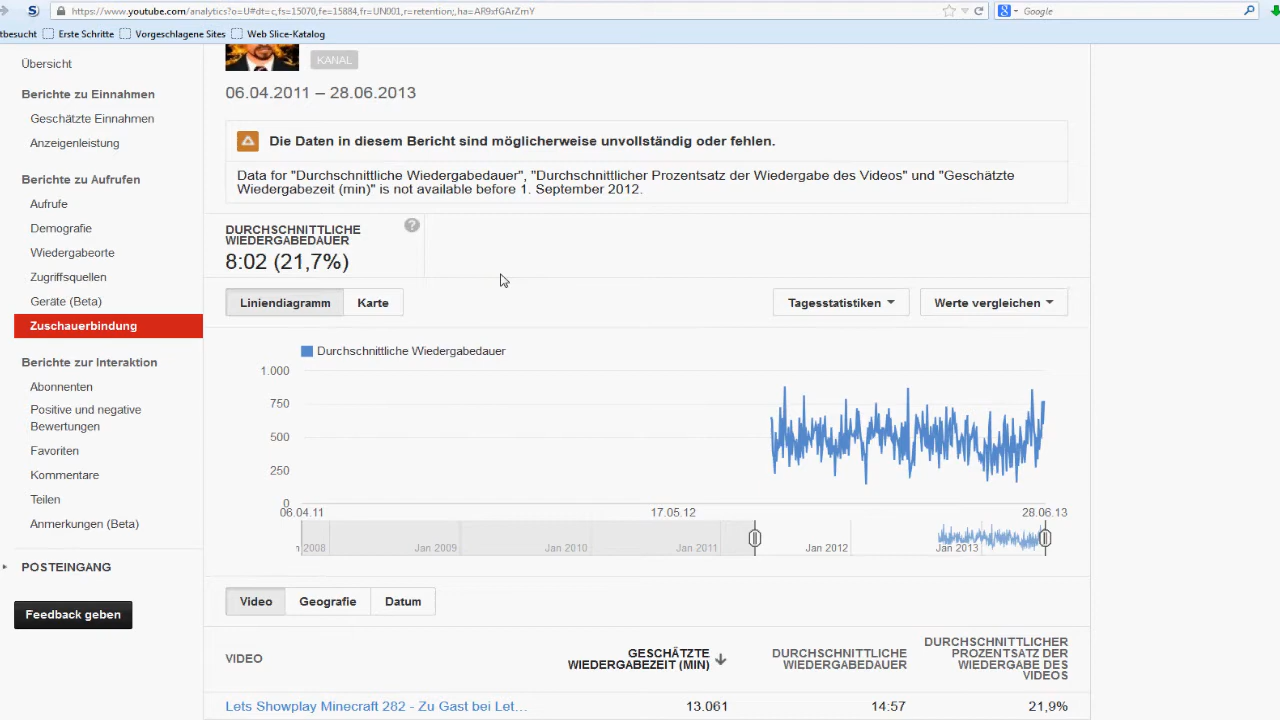 https://www.youtube.com/analytics?o=U#dt=c,fs=15070,fe=15884,fr=UN001,r=retention,,ha=AR9xfGArZmY
Google
tbesucht Erste Schritte Vorgeschlagene Sites Web Slice-Katalog
Übersicht
Berichte zu Einnahmen
Geschätzte Einnahmen
Anzeigenleistung
Berichte zu Aufrufen
Aufrufe
Demografie
Wiedergabeorte
Zugriffsquellen
Geräte (Beta)
Zuschauerbindung
Berichte zur Interaktion
Abonnenten
Positive und negative
Bewertungen
Favoriten
Kommentare
Teilen
Anmerkungen (Beta)
POSTEINGANG
Feedback geben
KANAL
06.04.2011 – 28.06.2013
Die Daten in diesem Bericht sind möglicherweise unvollständig oder fehlen.
Data for "Durchschnittliche Wiedergabedauer", "Durchschnittlicher Prozentsatz der Wiedergabe des Videos" und "Geschätzte
Wiedergabezeit (min)" is not available before 1. September 2012.
DURCHSCHNITTLICHE
WIEDERGABEDAUER
?
8:02 (21,7%)
Liniendiagramm Karte
Tagesstatistiken Werte vergleichen
Durchschnittliche Wiedergabedauer
1.000
750
500
250
0
06.04.11 17.05.12 28.06.13
n 2008 Jan 2009 Jan 2010 Jan 2011 Jan 2012 Jan 2013
Video Geografie Datum
VIDEO
GESCHÄTZTE
WIEDERGABEZEIT (MIN)
DURCHSCHNITTLICHE
WIEDERGABEDAUER
DURCHSCHNITTLICHER
PROZENTSATZ DER
WIEDERGABE DES
VIDEOS
Lets Showplay Minecraft 282 - Zu Gast bei Let... 13.061 14:57 21,9%